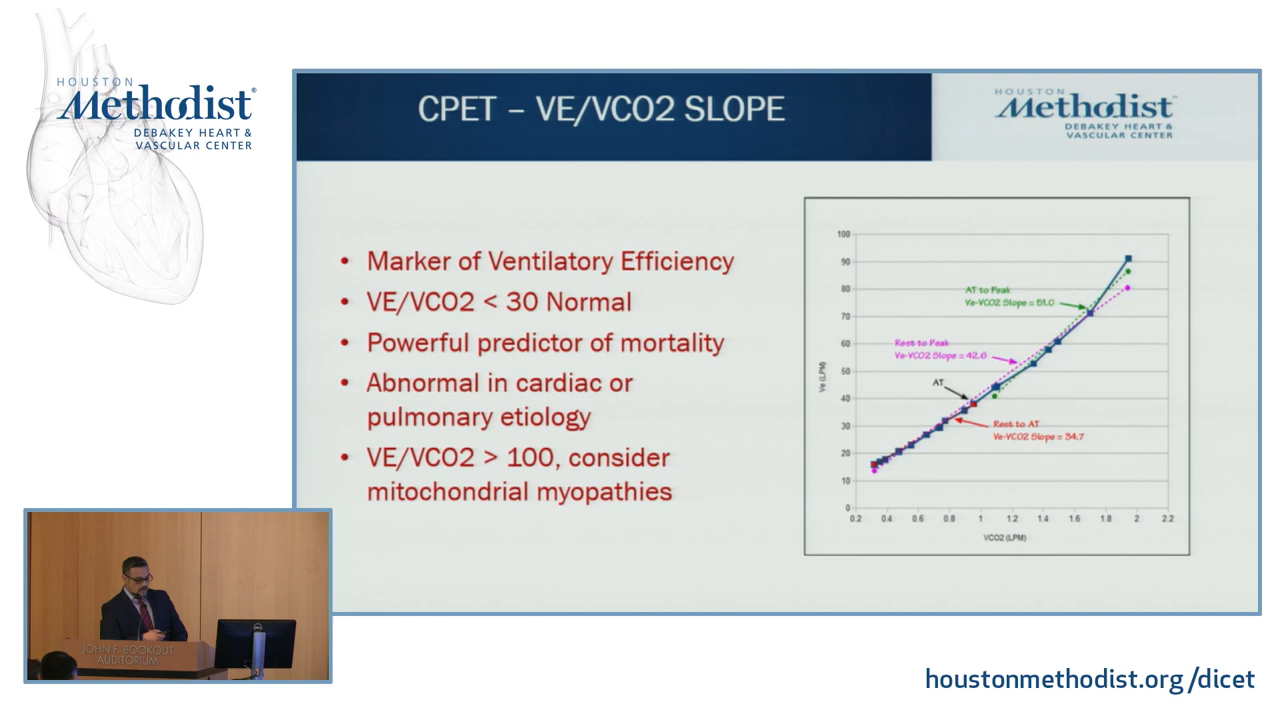 HOUSTON
Methodist®
DEBAKEY HEART &
VASCULAR CENTER
CPET – VE/VCO2 SLOPE
HOUSTON
Methodist
DEBAKEY HEART &
VASCULAR CENTER
• Marker of Ventilatory Efficiency
• VE/VCO2 < 30 Normal
• Powerful predictor of mortality
• Abnormal in cardiac or
pulmonary etiology
• VE/VCO2 > 100, consider
mitochondrial myopathies
100
90
80
70
60
50
40
30
20
10
0
Ve (LPM)
AT to Peak
Ve-VCO2 Slope = 51.0
Rest to Peak
Ve-VCO2 Slope = 42.6
AT
Rest to AT
Ve-VCO2 Slope = 34.7
0.2 0.4 0.6 0.8 1 1.2 1.4 1.6 1.8 2 2.2
VCO2 (LPM)
JOHN F. BOOKOUT
AUDITORIUM
DELL
houstonmethodist.org/dicet